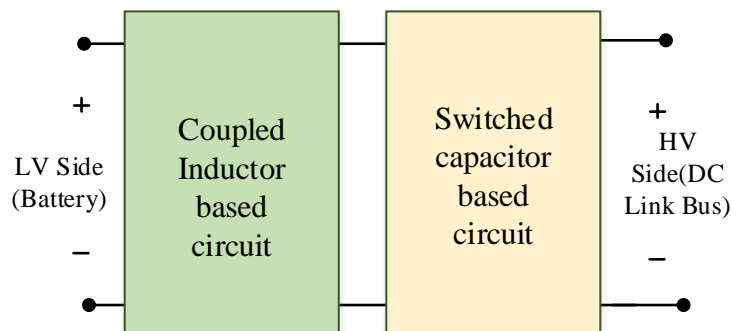 +
LV Side
(Battery)
–
Coupled
Inductor
based
circuit
Switched
capacitor
based
circuit
+
HV
Side(DC
Link Bus)
–